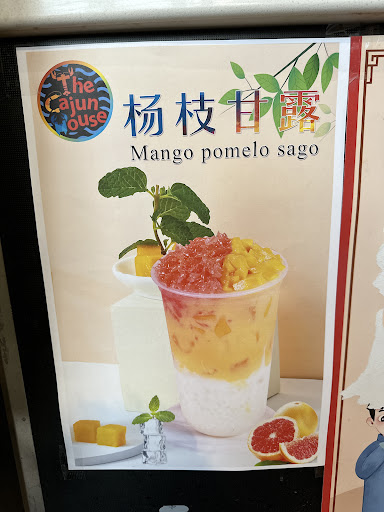 The
Cajun
House
杨枝甘露
Mango pomelo sago